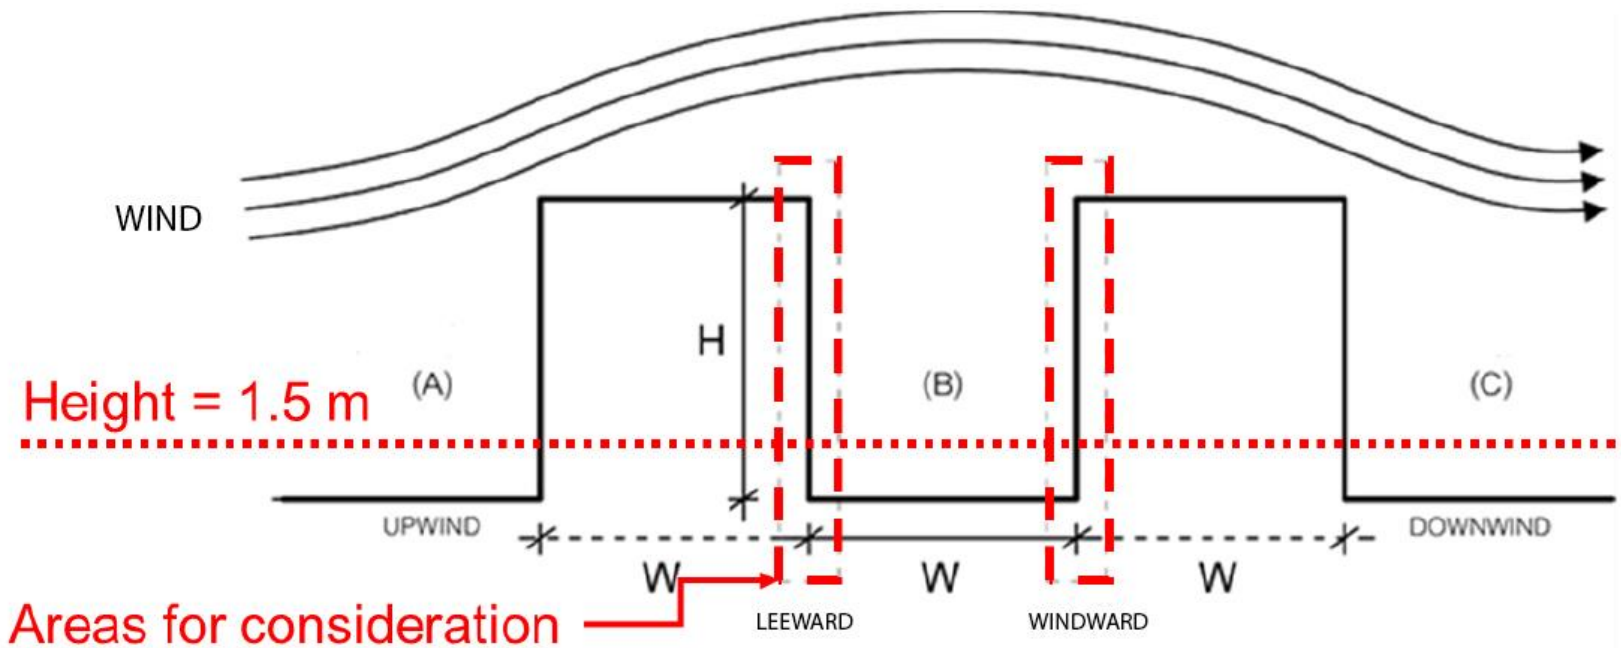 WIND
H
(A)
(B)
(C)
Height = 1.5 m
UPWIND
DOWNWIND
W
W
W
LEEWARD
WINDWARD
Areas for consideration